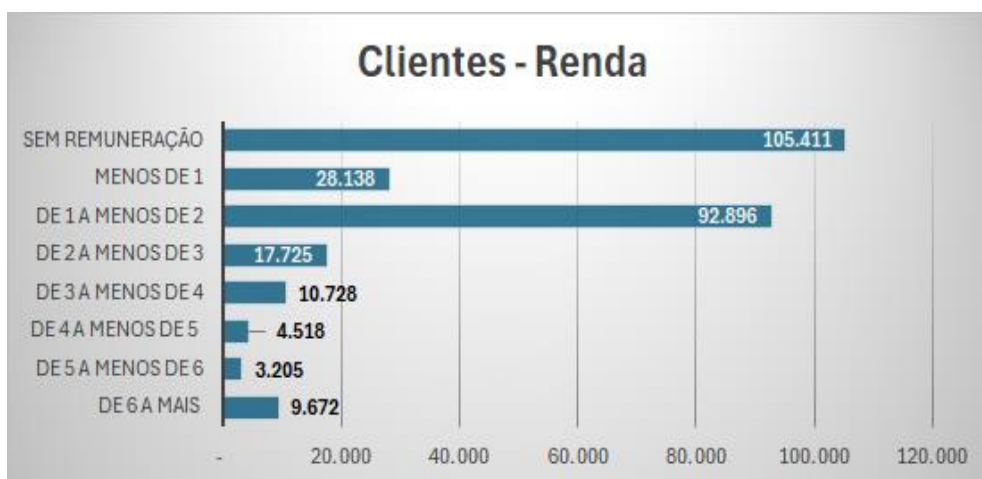 Clientes - Renda
SEM REMUNERAÇÃO 105.411
MENOS DE 1 28.138
DE 1 A MENOS DE 2 92.896
DE 2 A MENOS DE 3 17.725
DE 3 A MENOS DE 4 10.728
DE 4 A MENOS DE 5 4.518
DE 5 A MENOS DE 6 3.205
DE 6 A MAIS 9.672
- 20.000 40.000 60.000 80.000 100.000 120.000